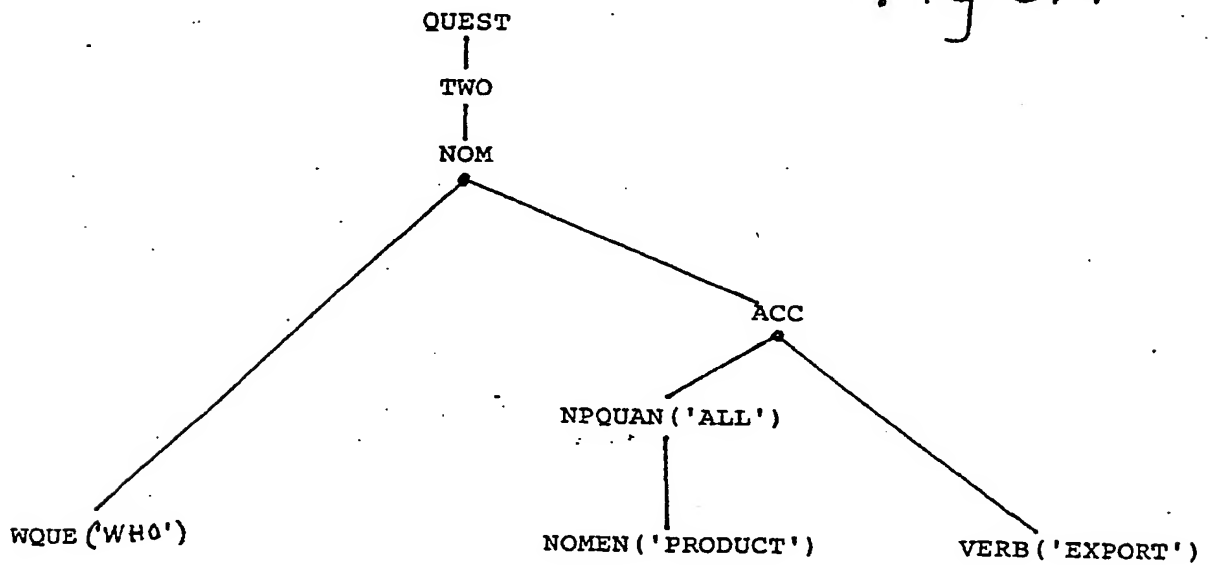 QUEST
TWO
NOM
ACC
NPQUAN('ALL')
WQUE('WHO')
NOMEN('PRODUCT')
VERB('EXPORT')